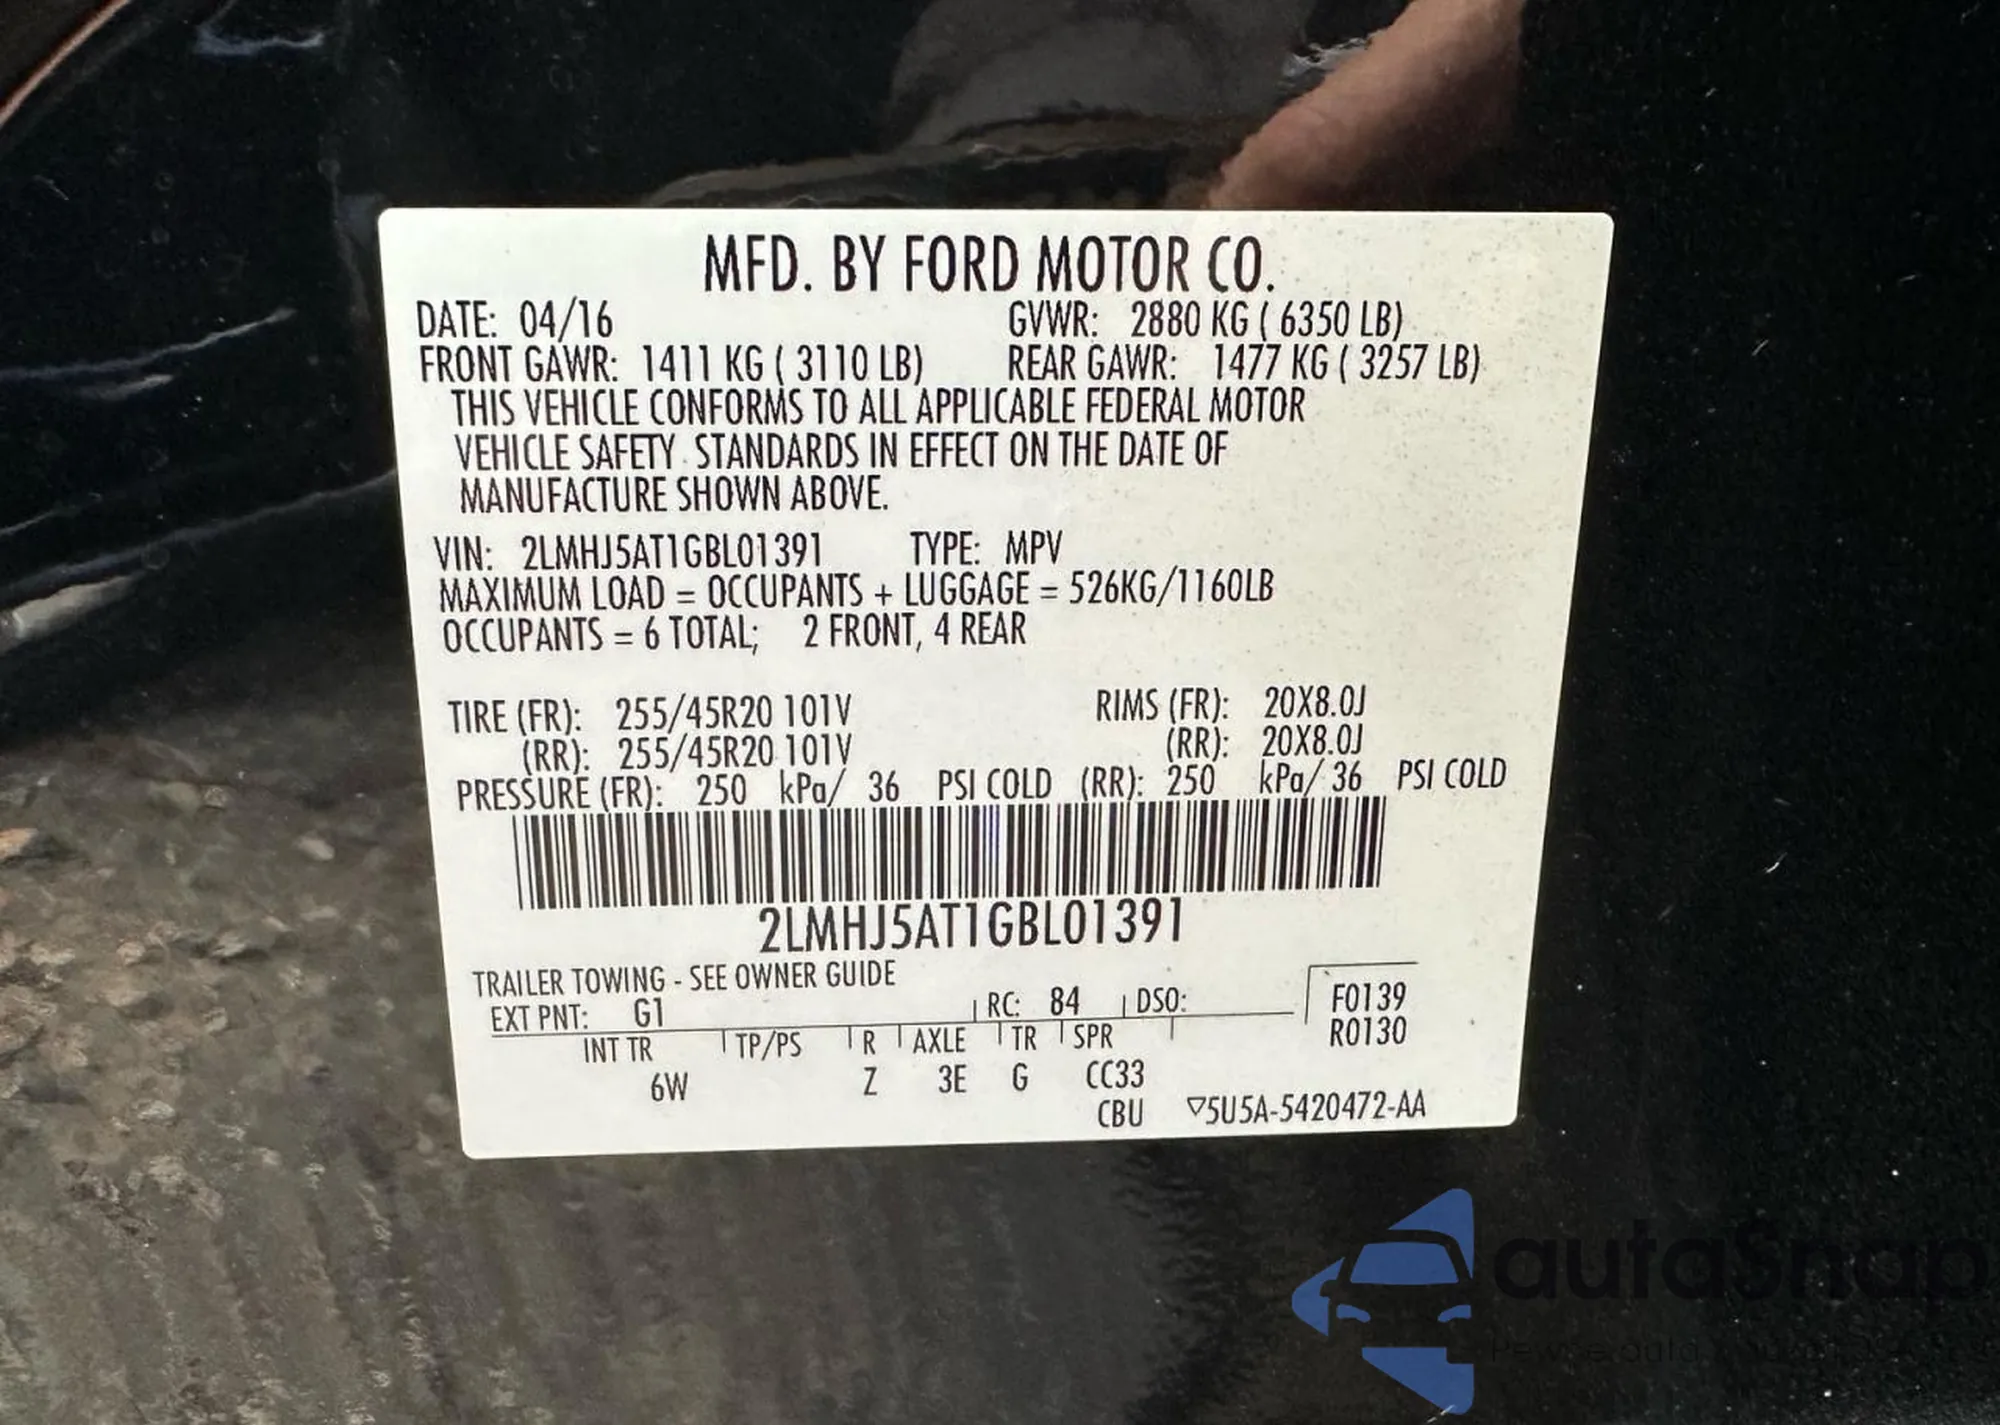 MFD. BY FORD MOTOR CO.
DATE: 04/16 GVWR: 2880 KG ( 6350 LB)
FRONT GAWR: 1411 KG ( 3110 LB) REAR GAWR: 1477 KG ( 3257 LB)
THIS VEHICLE CONFORMS TO ALL APPLICABLE FEDERAL MOTOR
VEHICLE SAFETY STANDARDS IN EFFECT ON THE DATE OF
MANUFACTURE SHOWN ABOVE.
VIN: 2LMHJ5AT1GBL01391 TYPE: MPV
MAXIMUM LOAD = OCCUPANTS + LUGGAGE = 526KG/1160LB
OCCUPANTS = 6 TOTAL; 2 FRONT, 4 REAR
TIRE (FR): 255/45R20 101V RIMS (FR): 20X8.0J
(RR): 255/45R20 101V (RR): 20X8.0J
PRESSURE (FR): 250 kPa/ 36 PSI COLD (RR): 250 kPa/ 36 PSI COLD
2LMHJ5AT1GBL01391
TRAILER TOWING - SEE OWNER GUIDE
EXT PNT: G1 RC: 84 DSO: F0139
R0130
INT TR TP/PS R AXLE TR SPR
6W Z 3E G CC33
CBU ▽5U5A-5420472-AA
autaSnap